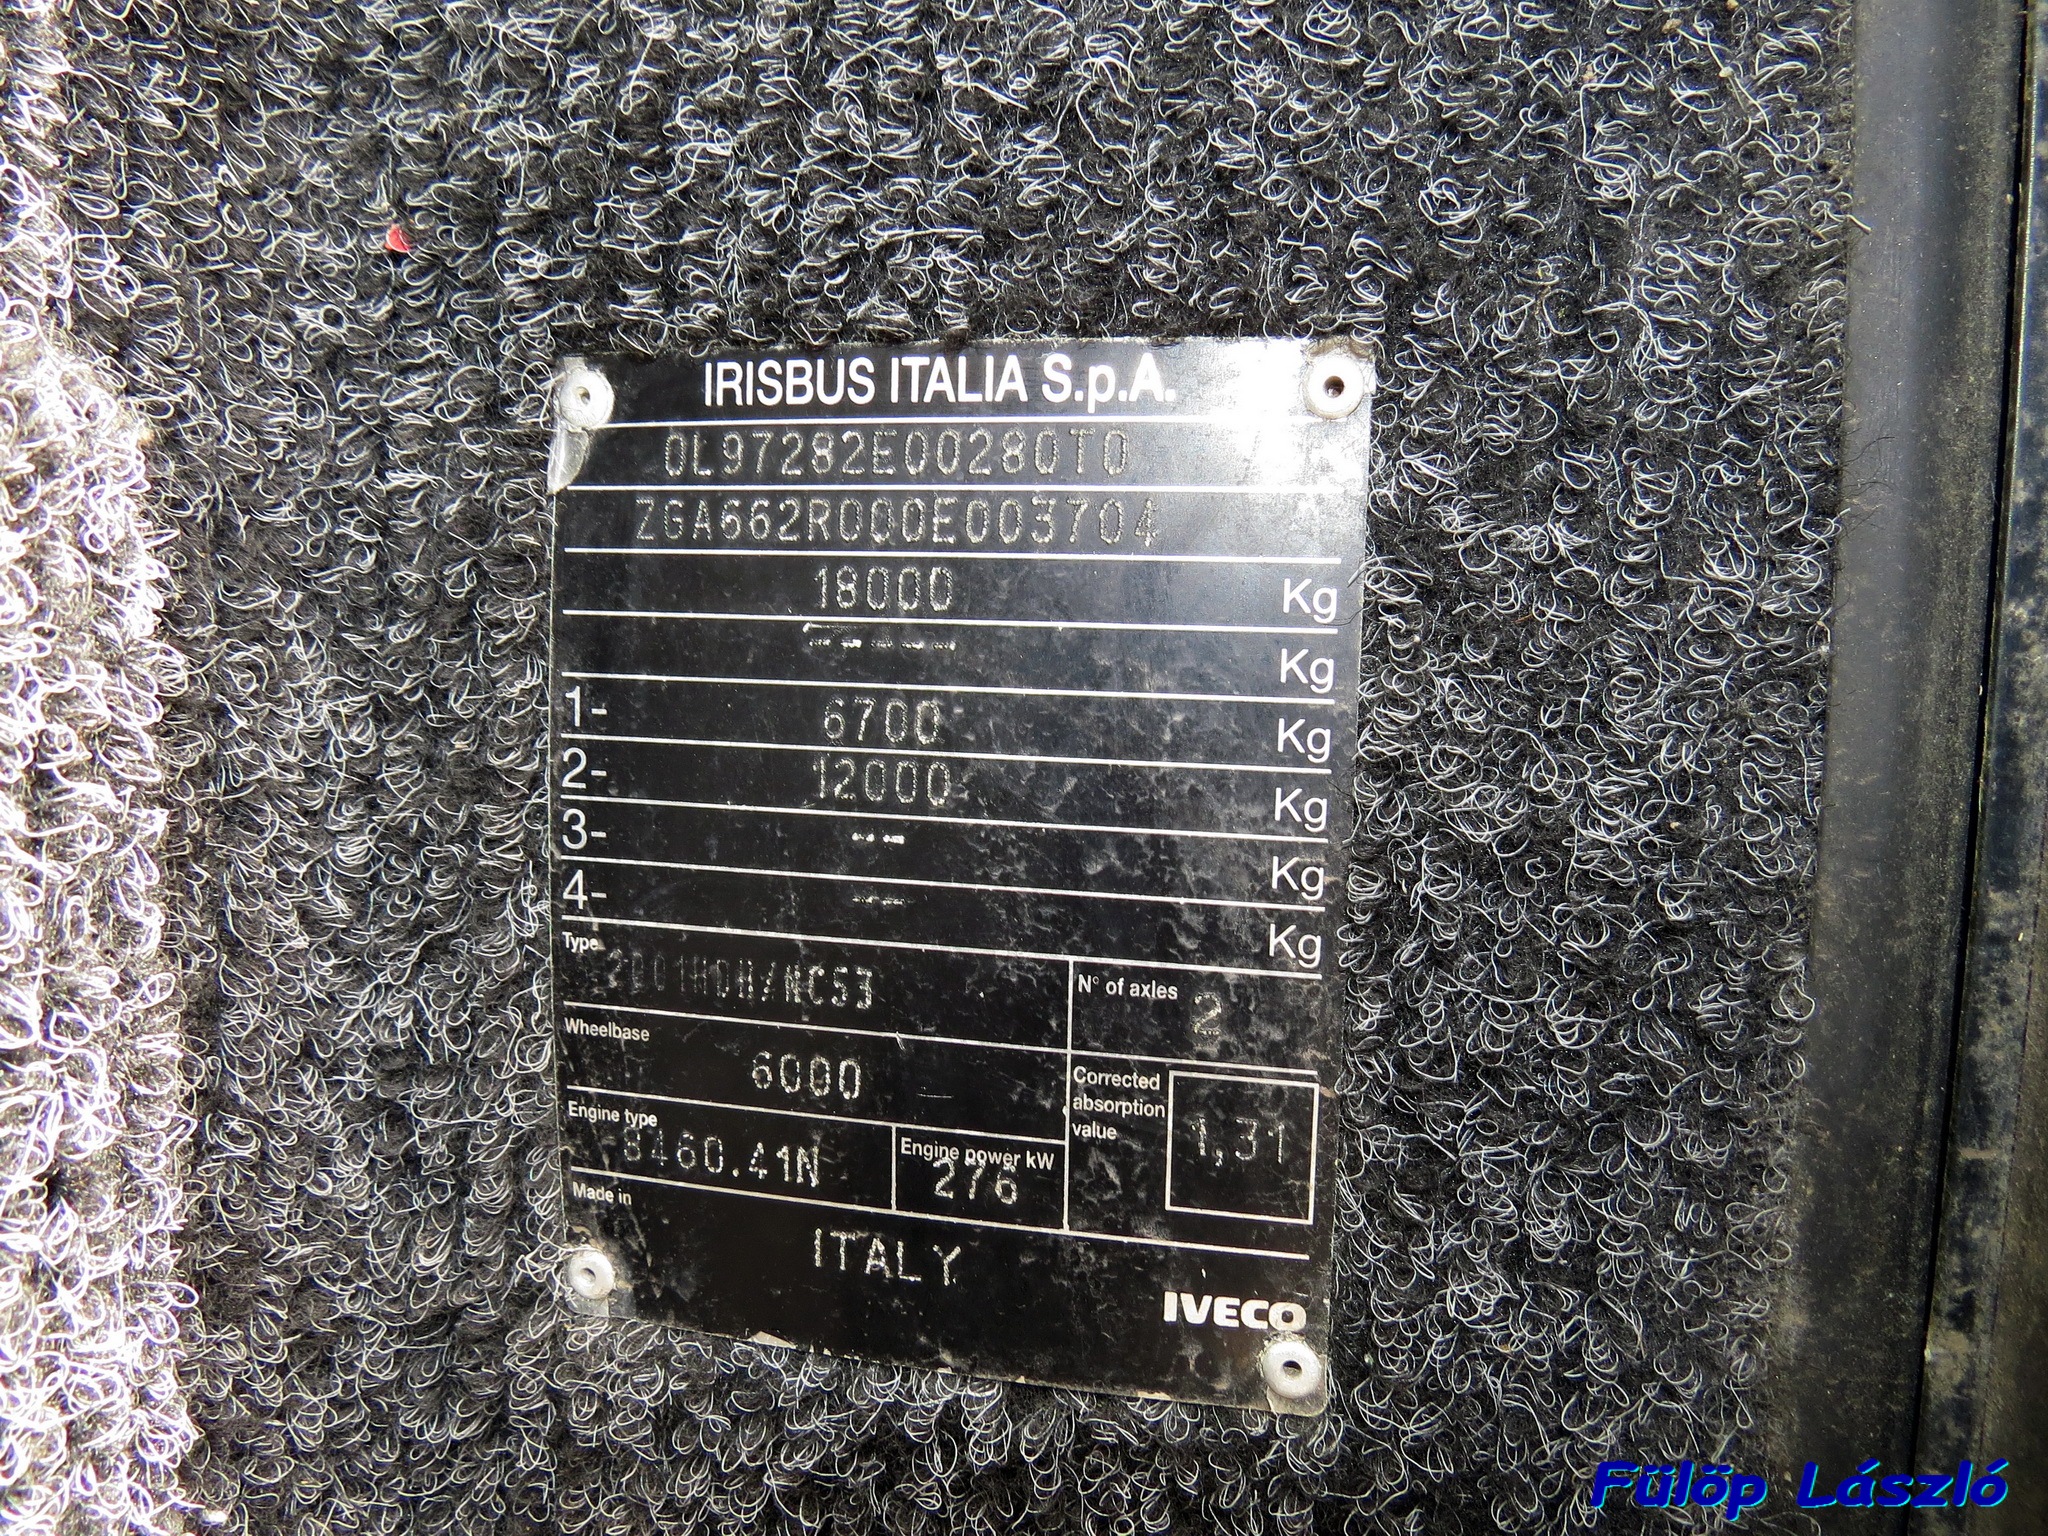 IRISBUS ITALIA S.p.A.
0L97282E00280T0
ZGA662R000E003704
18000 Kg
------ Kg
1- 6700 Kg
2- 12000 Kg
3- --- Kg
4- --- Kg
Type
N° of axles 2
Wheelbase
6000
Corrected
absorption
value
1,31
Engine type
8460.41N
Engine power kW
276
Made in
ITALY
IVECO
Fülöp László